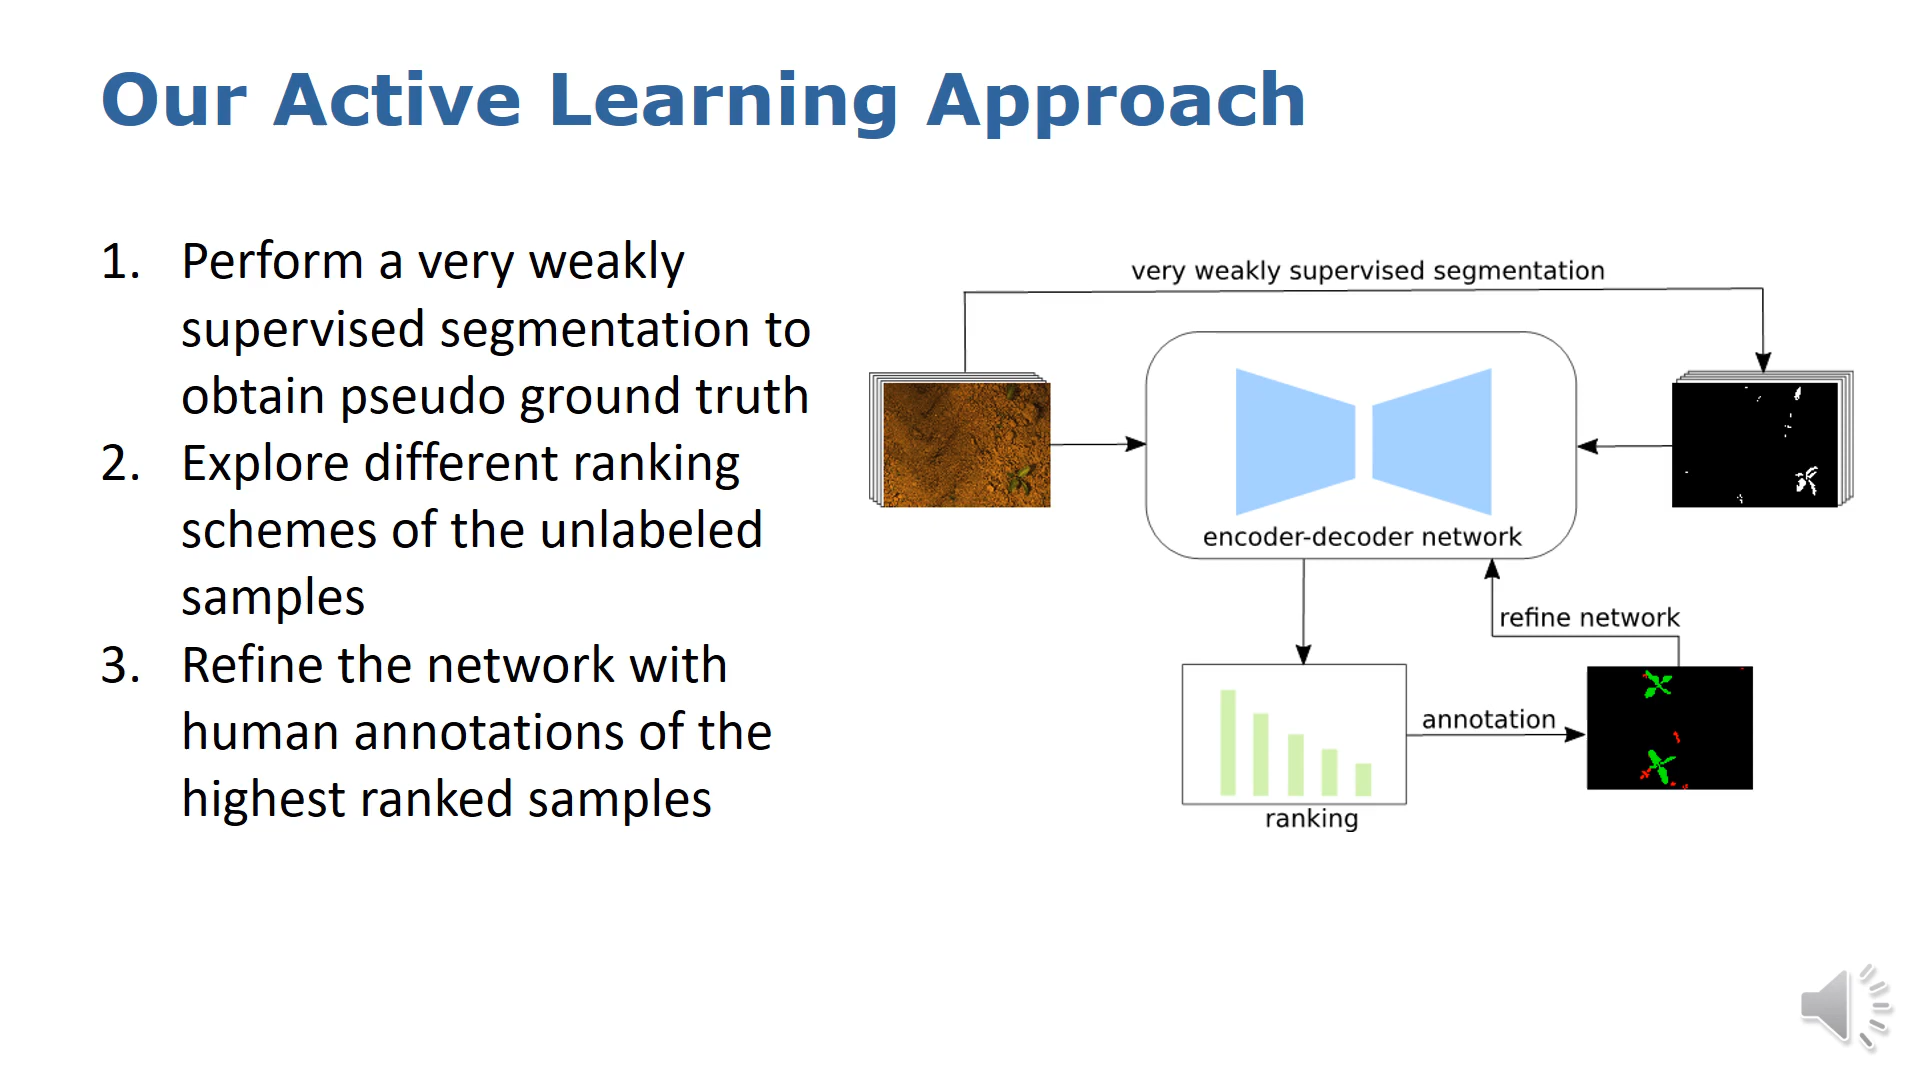 Our Active Learning Approach
1. Perform a very weakly
supervised segmentation to
obtain pseudo ground truth
2. Explore different ranking
schemes of the unlabeled
samples
3. Refine the network with
human annotations of the
highest ranked samples
very weakly supervised segmentation
encoder-decoder network
refine network
annotation
ranking